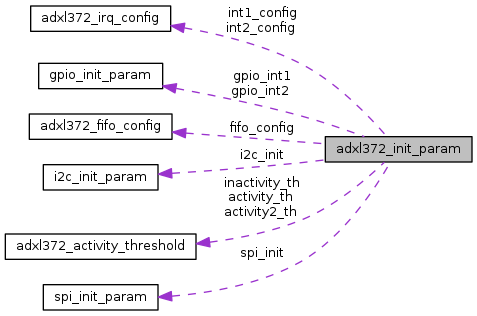 adxl372_irq_config
int1_config
int2_config
gpio_init_param
gpio_int1
gpio_int2
adxl372_fifo_config
fifo_config
adxl372_init_param
i2c_init_param
i2c_init
inactivity_th
activity_th
activity2_th
adxl372_activity_threshold
spi_init
spi_init_param